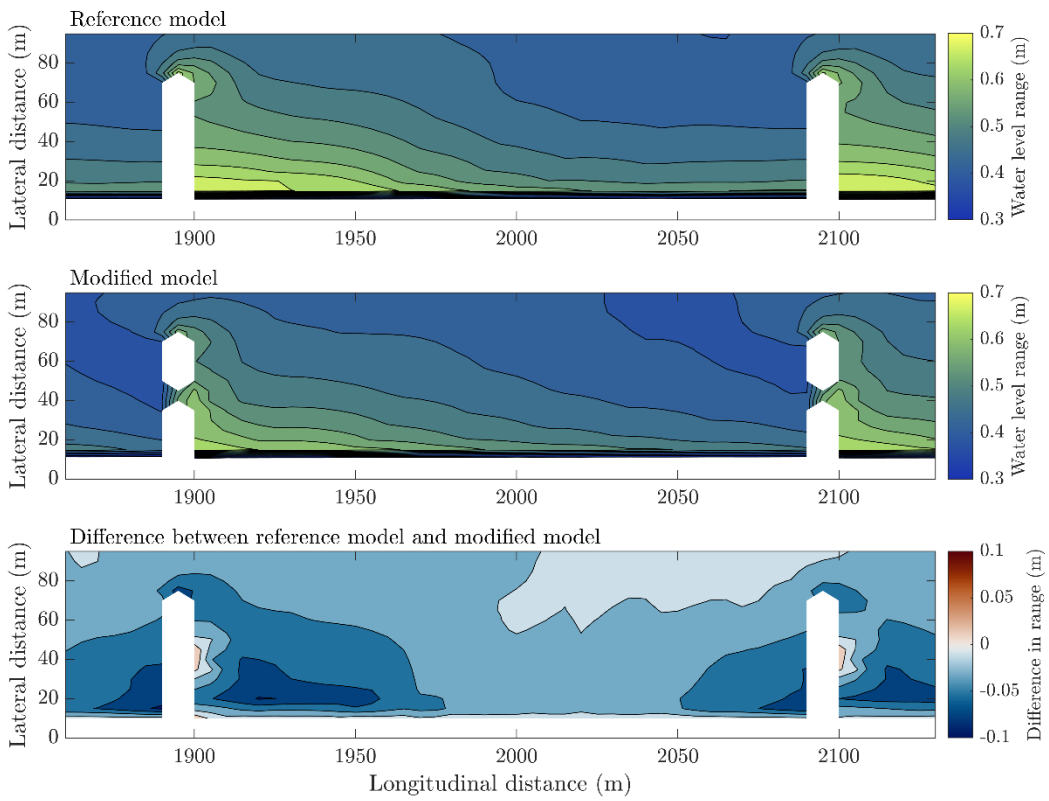 Reference model
Lateral distance (m)
80
60
40
20
0
1900 1950 2000 2050 2100
0.7
0.6
0.5
0.4
0.3
Water level range (m)
Modified model
Lateral distance (m)
80
60
40
20
0
1900 1950 2000 2050 2100
0.7
0.6
0.5
0.4
0.3
Water level range (m)
Difference between reference model and modified model
Lateral distance (m)
80
60
40
20
0
1900 1950 2000 2050 2100
Longitudinal distance (m)
0.1
0.05
0
-0.05
-0.1
Difference in range (m)